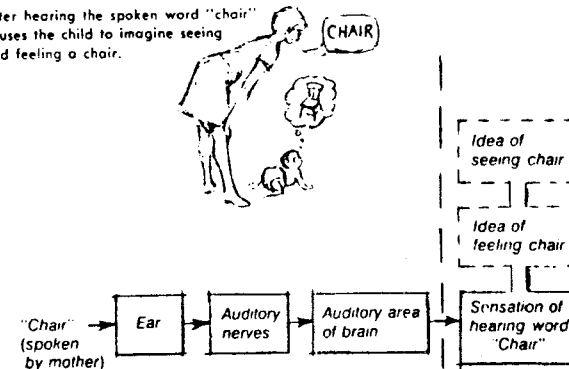 ter hearing the spoken word "chair"
uses the child to imagine seeing
d feeling a chair.
CHAIR
Idea of
seeing chair
Idea of
feeling chair
"Chair"
(spoken
by mother)
Ear
Auditory
nerves
Auditory area
of brain
Sensation of
hearing word
"Chair"